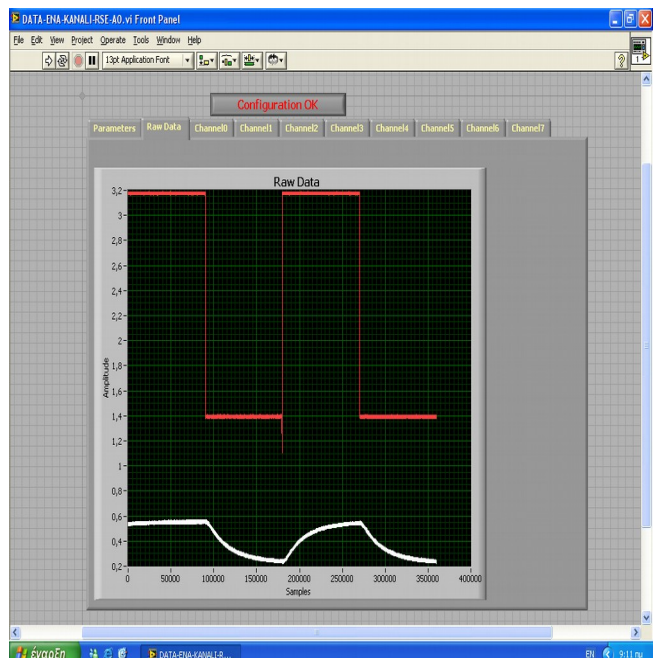 DATA-ENA-KANALI-RSE-A0.vi Front Panel
File Edit View Project Operate Tools Window Help
13pt Application Font
? 1
Configuration OK
Parameters Raw Data Channel0 Channel1 Channel2 Channel3 Channel4 Channel5 Channel6 Channel7
Raw Data
3,2
3
2,8
2,6
2,4
2,2
2
1,8
1,6
1,4
1,2
1
0,8
0,6
0,4
0,2
Amplitude
0 50000 100000 150000 200000 250000 300000 350000 400000
Samples
έναρξη DATA-ENA-KANALI-R... EN 9:11 πμ